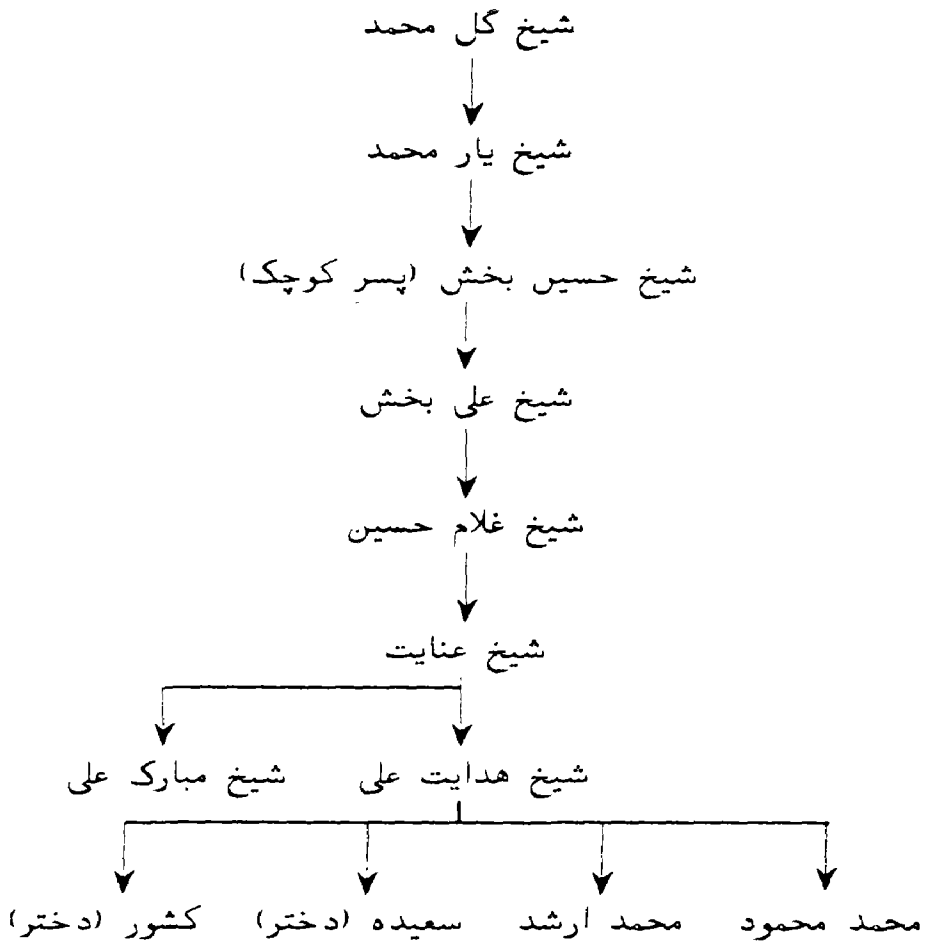 شیخ گل محمد
شیخ یار محمد
شیخ حسین بخش (پسر کوچک)
شیخ علی بخش
شیخ غلام حسین
شیخ عنایت
شیخ هدایت علی    شیخ مبارک علی
محمد محمود    محمد ارشد    سعیده (دختر)    کشور (دختر)